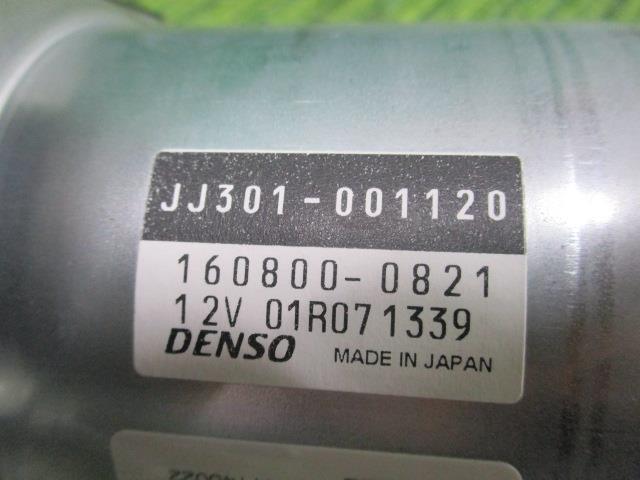 JJ301-001120
160800-0821
12V 01R071339
DENSO MADE IN JAPAN